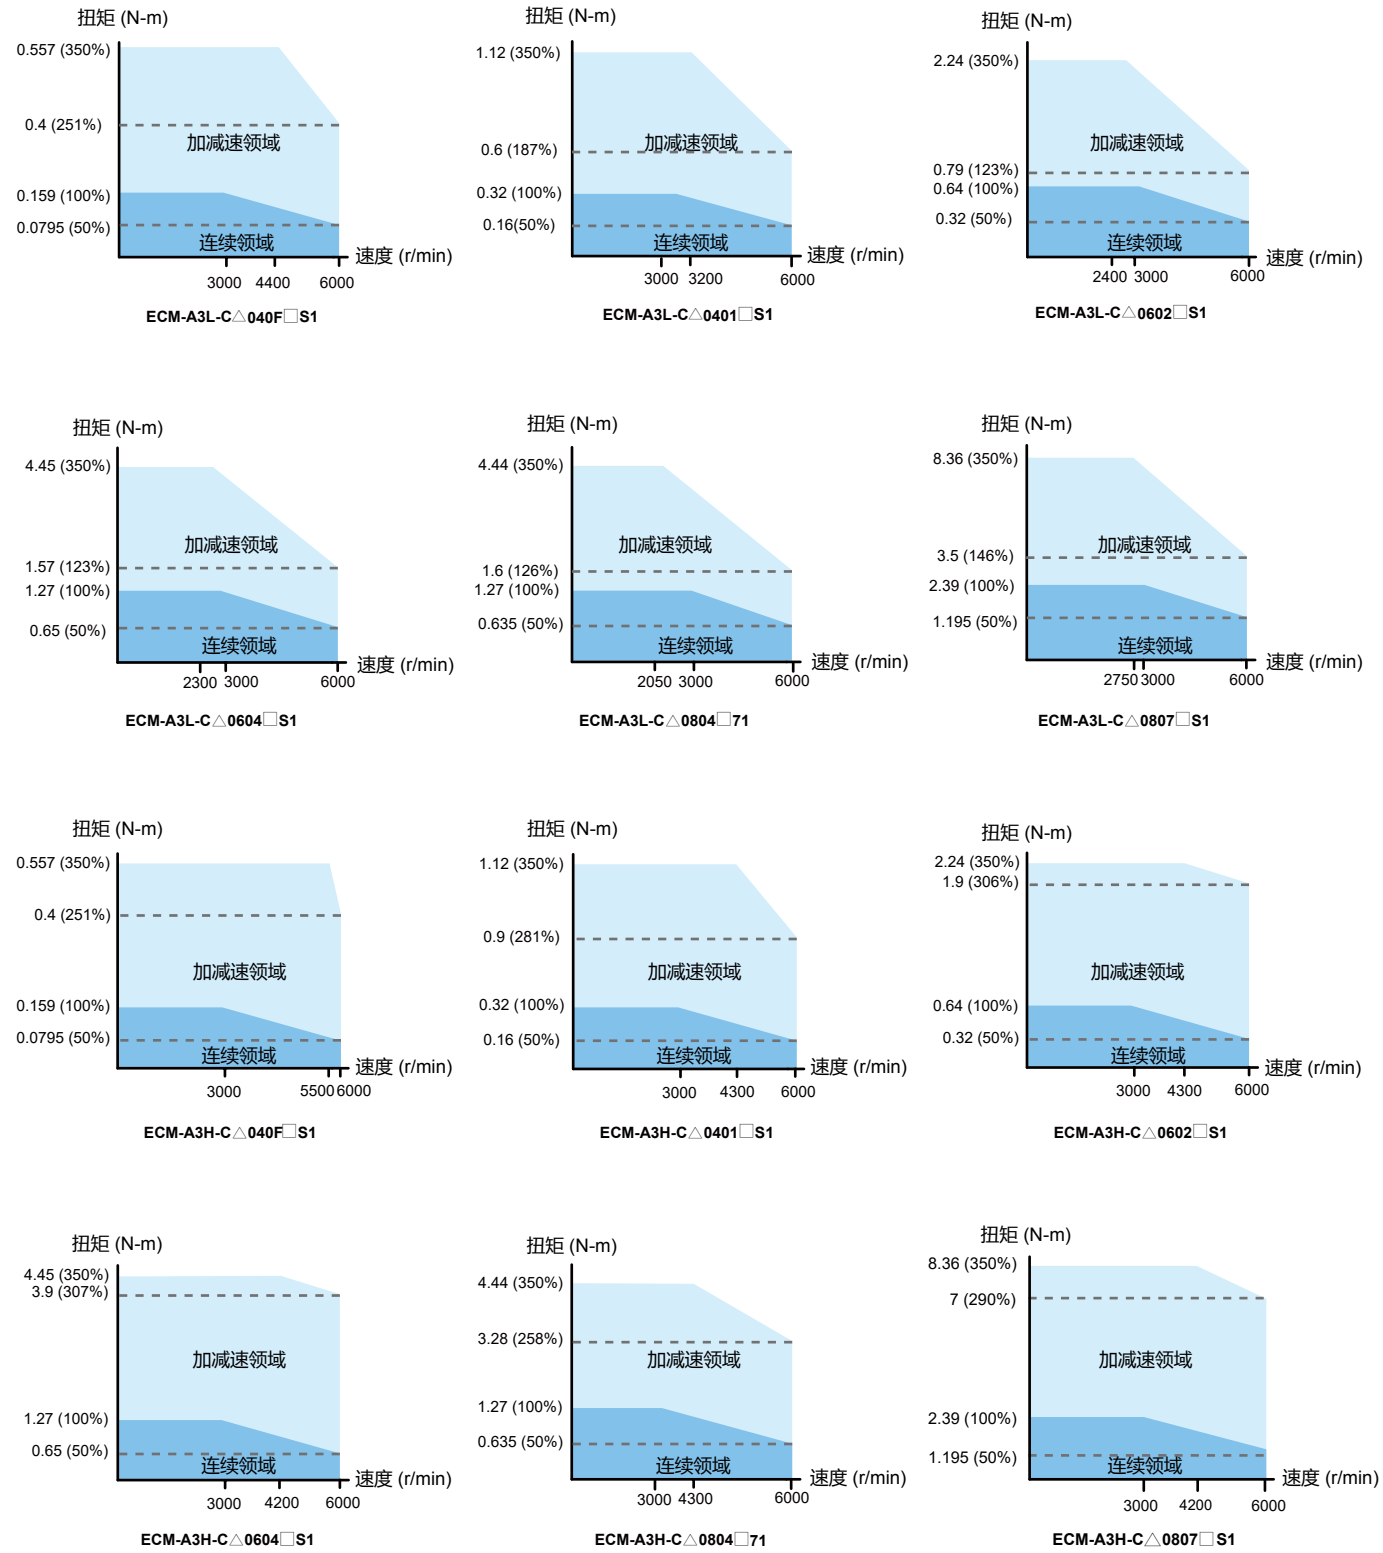 扭矩 (N-m)
0.557 (350%)
0.4 (251%)
加减速领域
0.159 (100%)
0.0795 (50%)
连续领域
速度 (r/min)
3000 4400 6000
ECM-A3L-C△040F□S1
扭矩 (N-m)
1.12 (350%)
加减速领域
0.6 (187%)
0.32 (100%)
0.16(50%)
连续领域
速度 (r/min)
3000 3200 6000
ECM-A3L-C△0401□S1
扭矩 (N-m)
2.24 (350%)
加减速领域
0.79 (123%)
0.64 (100%)
0.32 (50%)
连续领域
速度 (r/min)
2400 3000 6000
ECM-A3L-C△0602□S1
扭矩 (N-m)
4.45 (350%)
加减速领域
1.57 (123%)
1.27 (100%)
0.65 (50%)
连续领域
速度 (r/min)
2300 3000 6000
ECM-A3L-C△0604□S1
扭矩 (N-m)
4.44 (350%)
加减速领域
1.6 (126%)
1.27 (100%)
0.635 (50%)
连续领域
速度 (r/min)
2050 3000 6000
ECM-A3L-C△0804□71
扭矩 (N-m)
8.36 (350%)
加减速领域
3.5 (146%)
2.39 (100%)
1.195 (50%)
连续领域
速度 (r/min)
2750 3000 6000
ECM-A3L-C△0807□S1
扭矩 (N-m)
0.557 (350%)
0.4 (251%)
加减速领域
0.159 (100%)
0.0795 (50%)
连续领域
速度 (r/min)
3000 5500 6000
ECM-A3H-C△040F□S1
扭矩 (N-m)
1.12 (350%)
0.9 (281%)
加减速领域
0.32 (100%)
0.16 (50%)
连续领域
速度 (r/min)
3000 4300 6000
ECM-A3H-C△0401□S1
扭矩 (N-m)
2.24 (350%)
1.9 (306%)
加减速领域
0.64 (100%)
0.32 (50%)
连续领域
速度 (r/min)
3000 4300 6000
ECM-A3H-C△0602□S1
扭矩 (N-m)
4.45 (350%)
3.9 (307%)
加减速领域
1.27 (100%)
0.65 (50%)
连续领域
速度 (r/min)
3000 4200 6000
ECM-A3H-C△0604□S1
扭矩 (N-m)
4.44 (350%)
3.28 (258%)
加减速领域
1.27 (100%)
0.635 (50%)
连续领域
速度 (r/min)
3000 4300 6000
ECM-A3H-C△0804□71
扭矩 (N-m)
8.36 (350%)
7 (290%)
加减速领域
2.39 (100%)
1.195 (50%)
连续领域
速度 (r/min)
3000 4200 6000
ECM-A3H-C△0807□S1